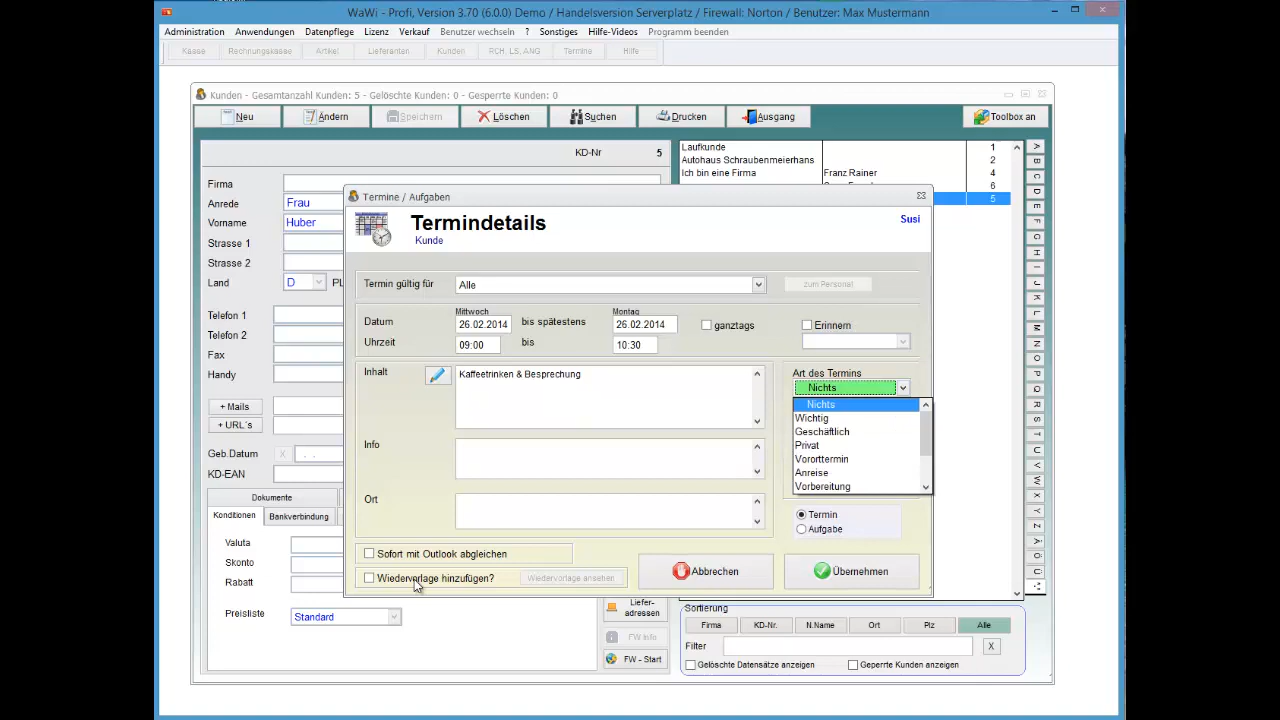 WaWi - Profi, Version 3.70 (6.0.0) Demo / Handelsversion Serverplatz / Firewall: Norton / Benutzer: Max Mustermann
Administration Anwendungen Datenpflege Lizenz Verkauf Benutzer wechseln ? Sonstiges Hilfe-Videos Programm beenden
Kasse Rechnungskasse Artikel Lieferanten Kunden RCH, LS, ANG Termine Hilfe
Kunden - Gesamtanzahl Kunden: 5 - Gelöschte Kunden: 0 - Gesperrte Kunden: 0
Neu Ändern Speichern Löschen Suchen Drucken Ausgang Toolbox an
KD-Nr 5
Firma
Anrede Frau
Vorname Huber
Strasse 1
Strasse 2
Land D PL
Telefon 1
Telefon 2
Fax
Handy
+ Mails
+ URL´s
Geb.Datum X . .
KD-EAN
Dokumente
Konditionen Bankverbindung
Valuta
Skonto
Rabatt
Preisliste Standard
Laufkunde 1
Autohaus Schraubenmeierhans 2
Ich bin eine Firma Franz Rainer 4
6
5
A
B
C
D
E
F
G
H
I
J
K
L
M
N
O
P
Q
R
S
T
U
V
W
X
Y
Z
Ä
Ö
Ü
Termine / Aufgaben
Termindetails
Kunde
Susi
Termin gültig für Alle zum Personal
Mittwoch Montag
Datum 26.02.2014 bis spätestens 26.02.2014 ganztags Erinnern
Uhrzeit 09:00 bis 10:30
Inhalt Kaffeetrinken & Besprechung
Info
Ort
Art des Termins
Nichts
Nichts
Wichtig
Geschäftlich
Privat
Vororttermin
Anreise
Vorbereitung
Termin
Aufgabe
Sofort mit Outlook abgleichen
Wiedervorlage hinzufügen? Wiedervorlage ansehen
Abbrechen Übernehmen
Liefer-
adressen
FW Info
FW - Start
Sortierung
Firma KD-Nr. N.Name Ort Plz Alle
Filter X
Gelöschte Datensätze anzeigen Geperrte Kunden anzeigen